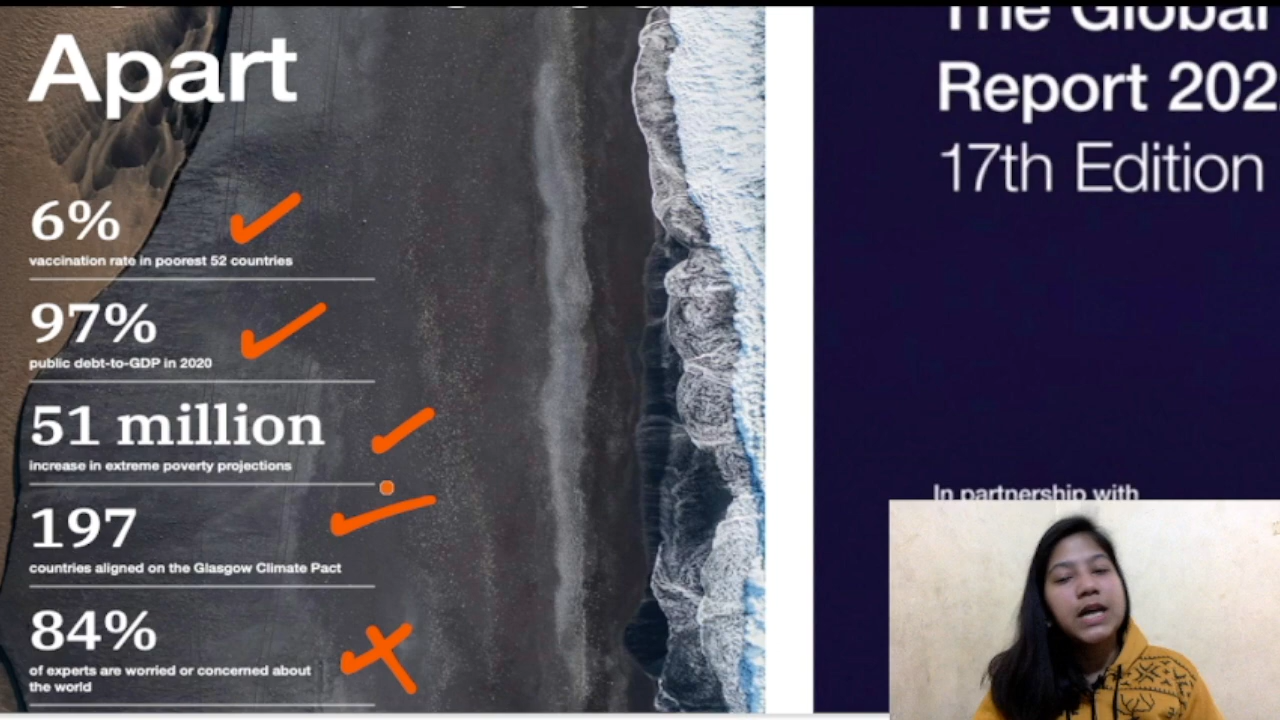 Apart
6%
vaccination rate in poorest 52 countries
97%
public debt-to-GDP in 2020
51 million
increase in extreme poverty projections
197
countries aligned on the Glasgow Climate Pact
84%
of experts are worried or concerned about
the world
The Global
Report 202
17th Edition
In partnership with